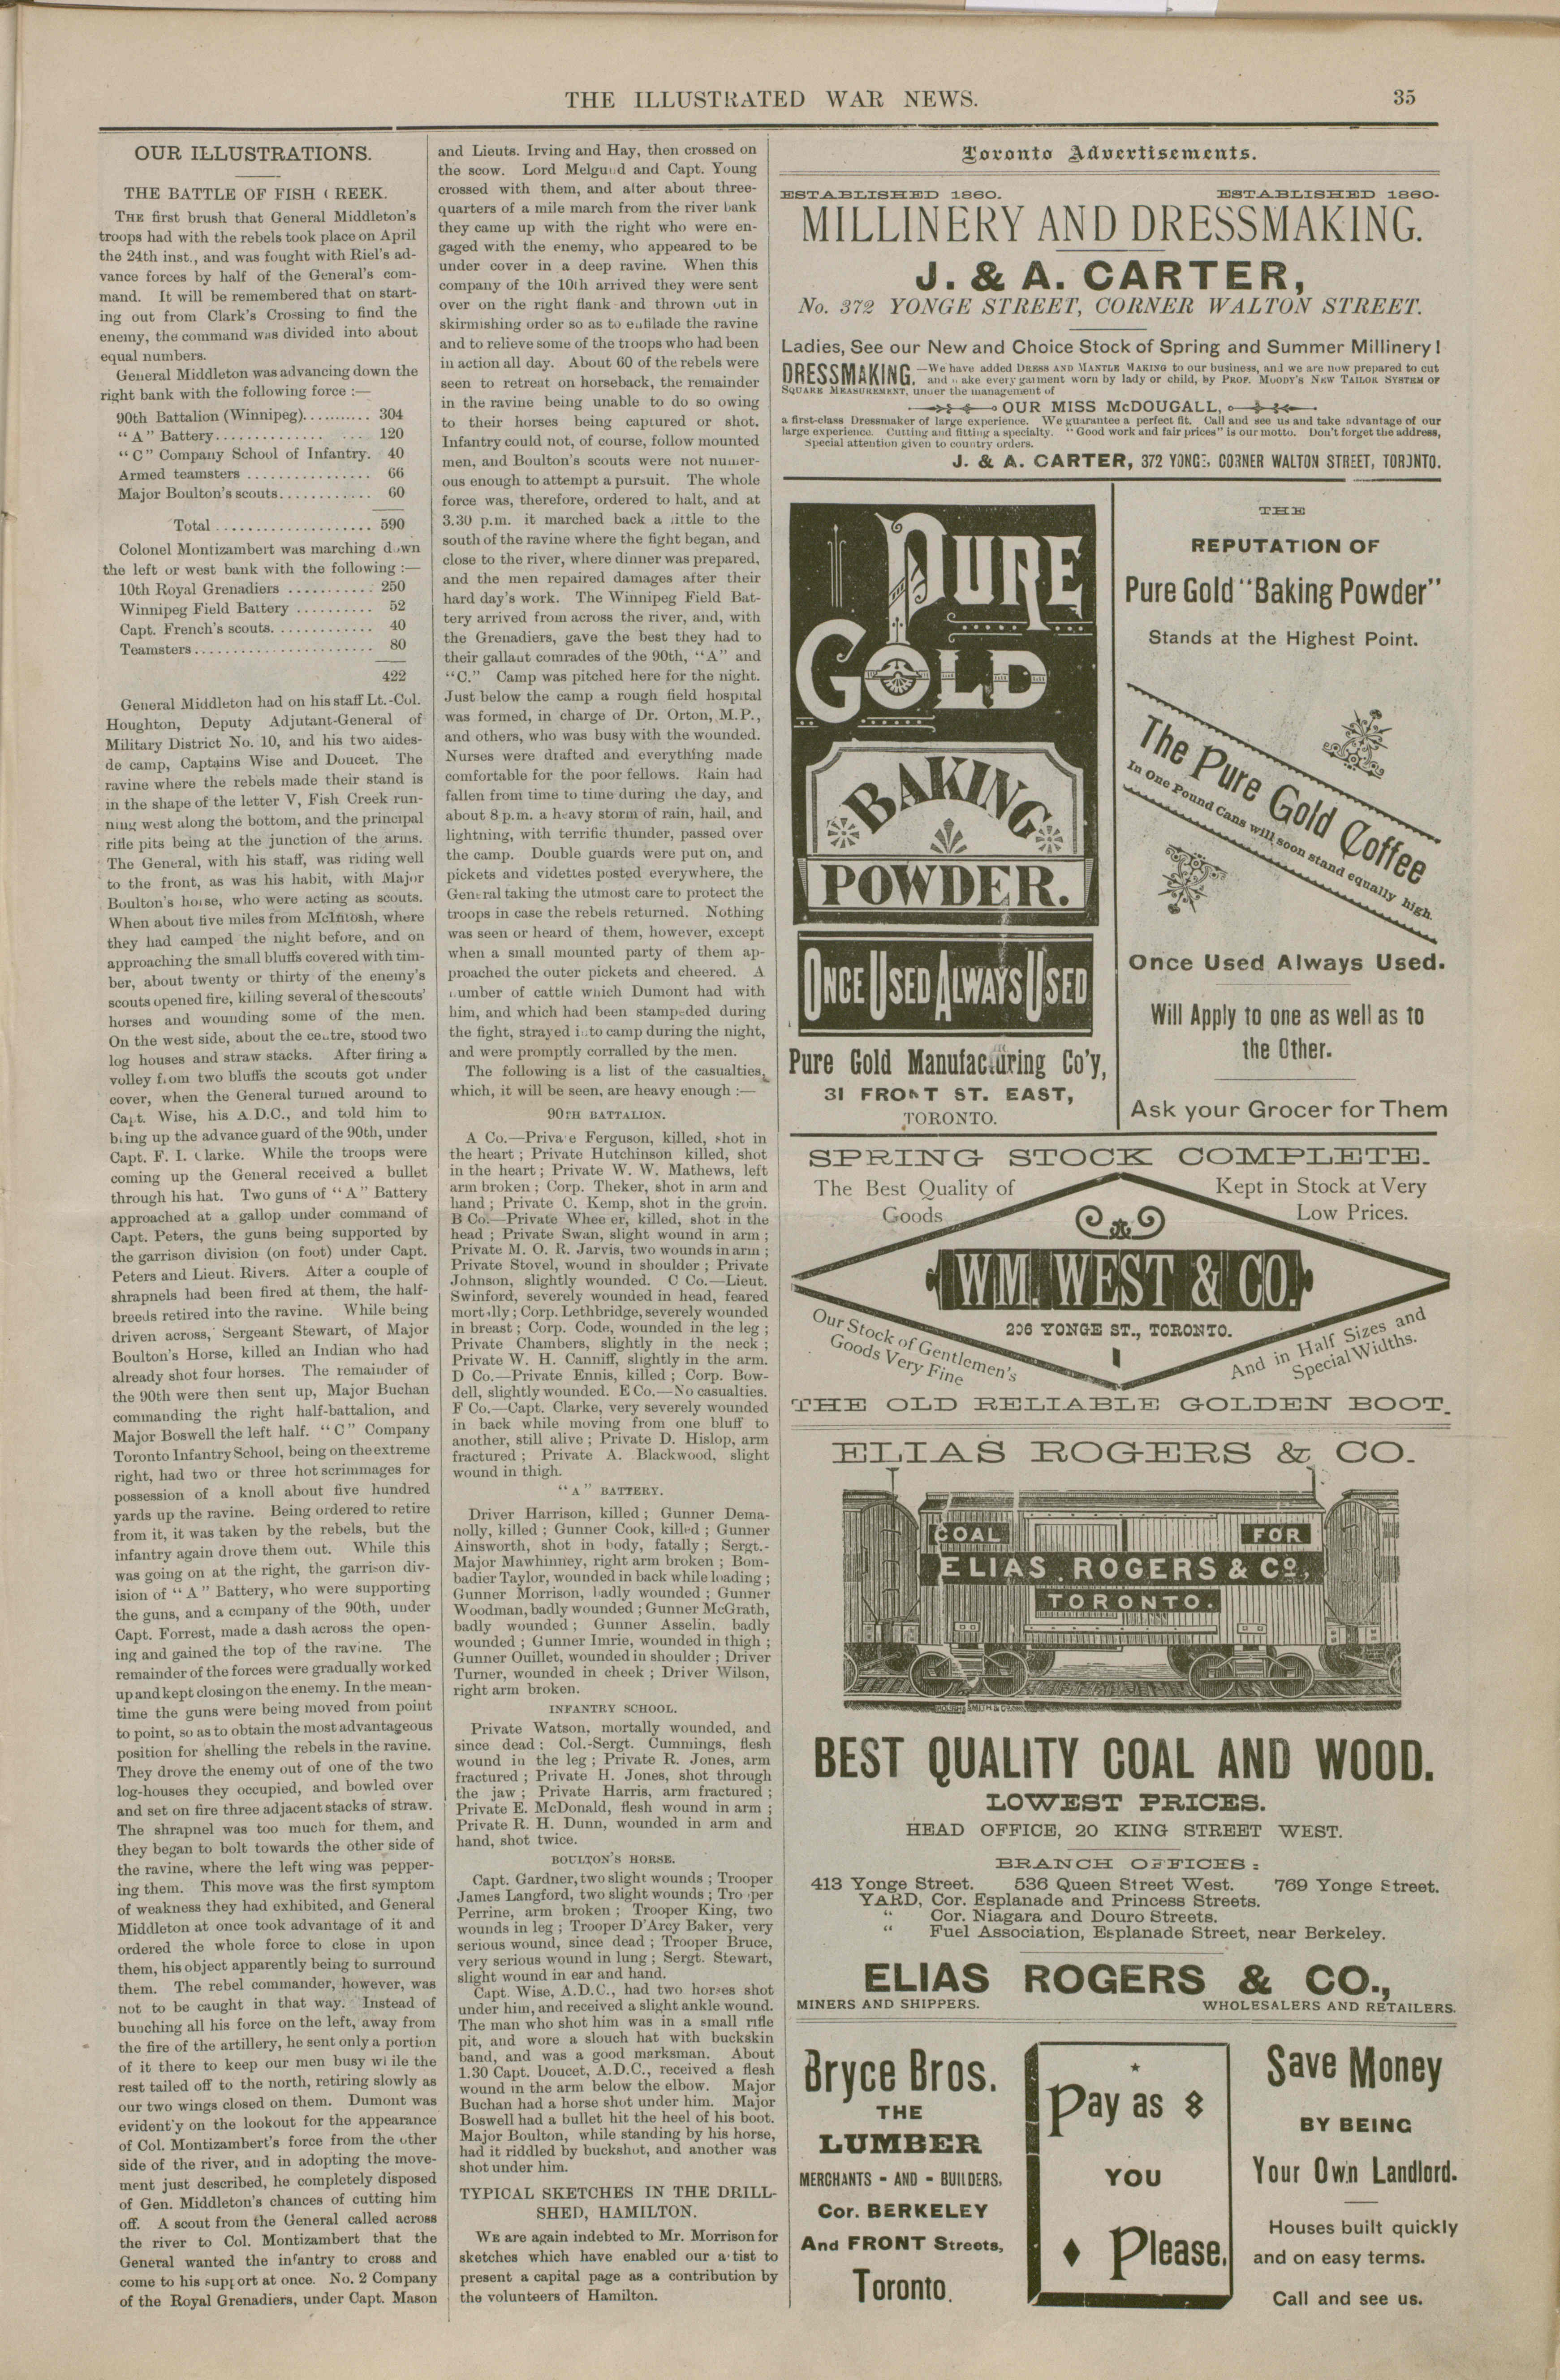 THE ILLUSTRATED WAR NEWS.
35
OUR ILLUSTRATIONS.
THE BATTLE OF FISH CREEK.
THE first brush that General Middleton's
troops had with the rebels took place on April
the 24th inst., and was fought with Riel's ad-
vance forces by half of the General's com-
mand. It will be remembered that on start-
ing out from Clark's Crossing to find the
enemy, the command was divided into about
equal numbers.
General Middleton was advancing down the
right bank with the following force :—
90th Battalion (Winnipeg)........... 304
"A" Battery.................. 120
"C" Company School of Infantry. 40
Armed teamsters ................ 66
Major Boulton's scouts............ 60
Total .................... 590
Colonel Montizambert was marching down
the left or west bank with the following :—
10th Royal Grenadiers ........... 250
Winnipeg Field Battery .......... 52
Capt. French's scouts............. 40
Teamsters....................... 80
422
General Middleton had on his staff Lt.-Col.
Houghton, Deputy Adjutant-General of
Military District No. 10, and his two aides-
de camp, Captains Wise and Doucet. The
ravine where the rebels made their stand is
in the shape of the letter V, Fish Creek run-
ning west along the bottom, and the principal
rifle pits being at the junction of the arms.
The General, with his staff, was riding well
to the front, as was his habit, with Major
Boulton's horse, who were acting as scouts.
When about five miles from McIntosh, where
they had camped the night before, and on
approaching the small bluffs covered with tim-
ber, about twenty or thirty of the enemy's
scouts opened fire, killing several of the scouts'
horses and wounding some of the men.
On the west side, about the centre, stood two
log houses and straw stacks. After firing a
volley from two bluffs the scouts got under
cover, when the General turned around to
Capt. Wise, his A.D.C., and told him to
bring up the advance guard of the 90th, under
Capt. F. I. Clarke. While the troops were
coming up the General received a bullet
through his hat. Two guns of "A" Battery
approached at a gallop under command of
Capt. Peters, the guns being supported by
the garrison division (on foot) under Capt.
Peters and Lieut. Rivers. After a couple of
shrapnels had been fired at them, the half-
breeds retired into the ravine. While being
driven across, Sergeant Stewart, of Major
Boulton's Horse, killed an Indian who had
already shot four horses. The remainder of
the 90th were then sent up, Major Buchan
commanding the right half-battalion, and
Major Boswell the left half. "C" Company
Toronto Infantry School, being on the extreme
right, had two or three hot scrimmages for
possession of a knoll about five hundred
yards up the ravine. Being ordered to retire
from it, it was taken by the rebels, but the
infantry again drove them out. While this
was going on at the right, the garrison div-
ision of "A" Battery, who were supporting
the guns, and a company of the 90th, under
Capt. Forrest, made a dash across the open-
ing and gained the top of the ravine. The
remainder of the forces were gradually worked
up and kept closing on the enemy. In the mean-
time the guns were being moved from point
to point, so as to obtain the most advantageous
position for shelling the rebels in the ravine.
They drove the enemy out of one of the two
log-houses they occupied, and bowled over
and set on fire three adjacent stacks of straw.
The shrapnel was too much for them, and
they began to bolt towards the other side of
the ravine, where the left wing was pepper-
ing them. This move was the first symptom
of weakness they had exhibited, and General
Middleton at once took advantage of it and
ordered the whole force to close in upon
them, his object apparently being to surround
them. The rebel commander, however, was
not to be caught in that way. Instead of
bunching all his force on the left, away from
the fire of the artillery, he sent only a portion
of it there to keep our men busy while the
rest tailed off to the north, retiring slowly as
our two wings closed on them. Dumont was
evident'y on the lookout for the appearance
of Col. Montizambert's force from the other
side of the river, and in adopting the move-
ment just described, he completely disposed
of Gen. Middleton's chances of cutting him
off. A scout from the General called across
the river to Col. Montizambert that the
General wanted the infantry to cross and
come to his support at once. No. 2 Company
of the Royal Grenadiers, under Capt. Mason
and Lieuts. Irving and Hay, then crossed on
the scow. Lord Melgund and Capt. Young
crossed with them, and after about three-
quarters of a mile march from the river bank
they came up with the right who were en-
gaged with the enemy, who appeared to be
under cover in a deep ravine. When this
company of the 10th arrived they were sent
over on the right flank and thrown out in
skirmishing order so as to enfilade the ravine
and to relieve some of the troops who had been
in action all day. About 60 of the rebels were
seen to retreat on horseback, the remainder
in the ravine being unable to do so owing
to their horses being captured or shot.
Infantry could not, of course, follow mounted
men, and Boulton's scouts were not numer-
ous enough to attempt a pursuit. The whole
force was, therefore, ordered to halt, and at
3.30 p.m. it marched back a little to the
south of the ravine where the fight began, and
close to the river, where dinner was prepared,
and the men repaired damages after their
hard day's work. The Winnipeg Field Bat-
tery arrived from across the river, and, with
the Grenadiers, gave the best they had to
their gallant comrades of the 90th, "A" and
"C." Camp was pitched here for the night.
Just below the camp a rough field hospital
was formed, in charge of Dr. Orton, M.P.,
and others, who was busy with the wounded.
Nurses were drafted and everything made
comfortable for the poor fellows. Rain had
fallen from time to time during the day, and
about 8 p.m. a heavy storm of rain, hail, and
lightning, with terrific thunder, passed over
the camp. Double guards were put on, and
pickets and videttes posted everywhere, the
General taking the utmost care to protect the
troops in case the rebels returned. Nothing
was seen or heard of them, however, except
when a small mounted party of them ap-
proached the outer pickets and cheered. A
number of cattle which Dumont had with
him, and which had been stampeded during
the fight, strayed into camp during the night,
and were promptly corralled by the men.
The following is a list of the casualties,
which, it will be seen, are heavy enough :—
90TH BATTALION.
A Co.—Private Ferguson, killed, shot in
the heart ; Private Hutchinson killed, shot
in the heart ; Private W. W. Mathews, left
arm broken ; Corp. Theker, shot in arm and
hand ; Private C. Kemp, shot in the groin.
B Co.—Private Wheeler, killed, shot in the
head ; Private Swan, slight wound in arm ;
Private M. O. R. Jarvis, two wounds in arm ;
Private Stovel, wound in shoulder ; Private
Johnson, slightly wounded. C Co.—Lieut.
Swinford, severely wounded in head, feared
mortally ; Corp. Lethbridge, severely wounded
in breast ; Corp. Code, wounded in the leg ;
Private Chambers, slightly in the neck ;
Private W. H. Canniff, slightly in the arm.
D Co.—Private Ennis, killed ; Corp. Bow-
dell, slightly wounded. E Co.—No casualties.
F Co.—Capt. Clarke, very severely wounded
in back while moving from one bluff to
another, still alive ; Private D. Hislop, arm
fractured ; Private A. Blackwood, slight
wound in thigh.
"A" BATTERY.
Driver Harrison, killed ; Gunner Dema-
nolly, killed ; Gunner Cook, killed ; Gunner
Ainsworth, shot in body, fatally ; Sergt.-
Major Mawhinney, right arm broken ; Bom-
badier Taylor, wounded in back while loading ;
Gunner Morrison, badly wounded ; Gunner
Woodman, badly wounded ; Gunner McGrath,
badly wounded ; Gunner Asselin, badly
wounded ; Gunner Imrie, wounded in thigh ;
Gunner Ouillet, wounded in shoulder ; Driver
Turner, wounded in cheek ; Driver Wilson,
right arm broken.
INFANTRY SCHOOL.
Private Watson, mortally wounded, and
since dead : Col.-Sergt. Cummings, flesh
wound in the leg ; Private R. Jones, arm
fractured ; Private H. Jones, shot through
the jaw ; Private Harris, arm fractured ;
Private E. McDonald, flesh wound in arm ;
Private R. H. Dunn, wounded in arm and
hand, shot twice.
BOULTON'S HORSE.
Capt. Gardner, two slight wounds ; Trooper
James Langford, two slight wounds ; Trooper
Perrine, arm broken ; Trooper King, two
wounds in leg ; Trooper D'Arcy Baker, very
serious wound, since dead ; Trooper Bruce,
very serious wound in lung ; Sergt. Stewart,
slight wound in ear and hand.
Capt. Wise, A.D.C., had two horses shot
under him, and received a slight ankle wound.
The man who shot him was in a small rifle
pit, and wore a slouch hat with buckskin
band, and was a good marksman. About
1.30 Capt. Doucet, A.D.C., received a flesh
wound in the arm below the elbow. Major
Buchan had a horse shot under him. Major
Boswell had a bullet hit the heel of his boot.
Major Boulton, while standing by his horse,
had it riddled by buckshot, and another was
shot under him.
TYPICAL SKETCHES IN THE DRILL-
SHED, HAMILTON.
WE are again indebted to Mr. Morrison for
sketches which have enabled our artist to
present a capital page as a contribution by
the volunteers of Hamilton.
Toronto Advertisements.
ESTABLISHED 1860. ESTABLISHED 1860.
MILLINERY AND DRESSMAKING.
J. & A. CARTER,
No. 372 YONGE STREET, CORNER WALTON STREET.
Ladies, See our New and Choice Stock of Spring and Summer Millinery!
DRESSMAKING.—We have added DRESS AND MANTLE MAKING to our business, and we are now prepared to cut
and make every garment worn by lady or child, by PROF. MOODY'S NEW TAILOR SYSTEM OF
SQUARE MEASUREMENT, under the management of
OUR MISS McDOUGALL,
a first-class Dressmaker of large experience. We guarantee a perfect fit. Call and see us and take advantage of our
large experience. Cutting and fitting a specialty. "Good work and fair prices" is our motto. Don't forget the address,
Special attention given to country orders.
J. & A. CARTER, 372 YONGE, CORNER WALTON STREET, TORONTO.
PURE
GOLD
BAKING
POWDER.
ONCE USED ALWAYS USED
Pure Gold Manufacturing Co'y,
31 FRONT ST. EAST,
TORONTO.
THE
REPUTATION OF
Pure Gold "Baking Powder"
Stands at the Highest Point.
The Pure Gold Coffee
In One Pound Cans will soon stand equally high.
Once Used Always Used.
Will Apply to one as well as to
the Other.
Ask your Grocer for Them
SPRING STOCK COMPLETE.
The Best Quality of
Goods
Kept in Stock at Very
Low Prices.
WM. WEST & CO.
206 YONGE ST., TORONTO.
Our Stock of Gentlemen's
Goods Very Fine
And in Half Sizes and
Special Widths.
THE OLD RELIABLE GOLDEN BOOT.
ELIAS ROGERS & CO.
COAL FOR
ELIAS ROGERS & CO.,
TORONTO.
BEST QUALITY COAL AND WOOD.
LOWEST PRICES.
HEAD OFFICE, 20 KING STREET WEST.
BRANCH OFFICES :
413 Yonge Street. 536 Queen Street West. 769 Yonge Street.
YARD, Cor. Esplanade and Princess Streets.
" Cor. Niagara and Douro Streets.
" Fuel Association, Esplanade Street, near Berkeley.
ELIAS ROGERS & CO.,
MINERS AND SHIPPERS. WHOLESALERS AND RETAILERS.
Bryce Bros.
THE
LUMBER
MERCHANTS - AND - BUILDERS,
Cor. BERKELEY
And FRONT Streets,
Toronto.
Pay as
YOU
Please.
Save Money
BY BEING
Your Own Landlord.
Houses built quickly
and on easy terms.
Call and see us.